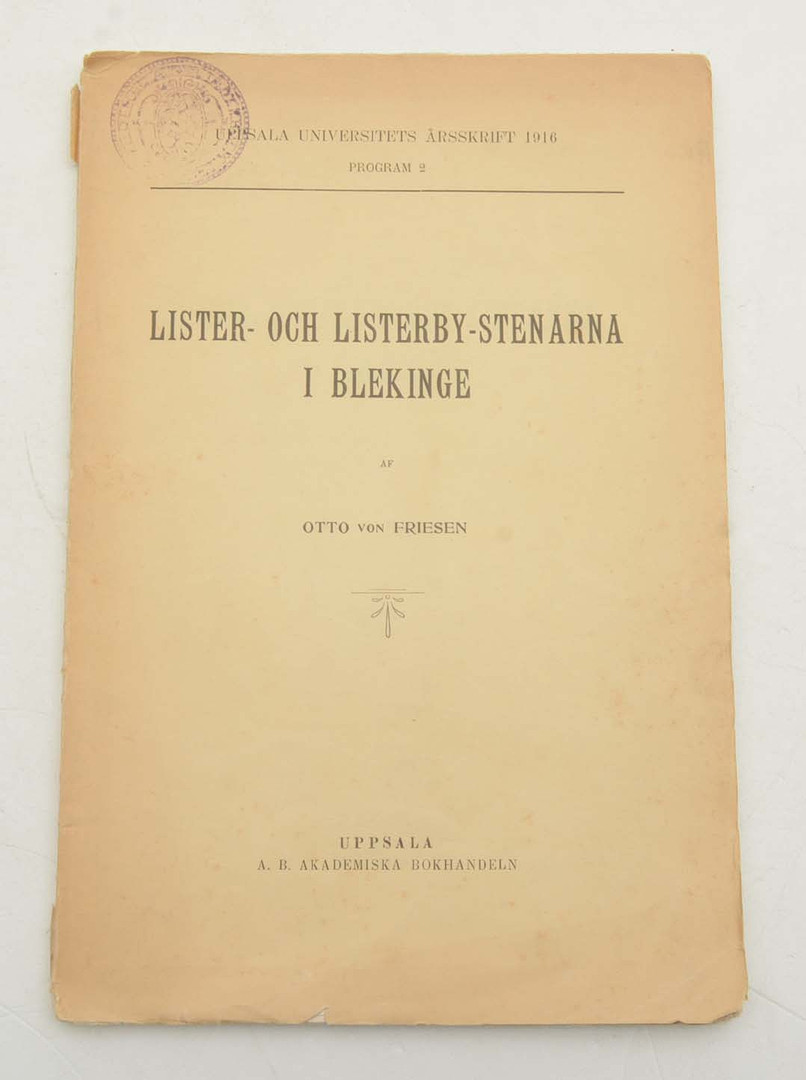 UPPSALA UNIVERSITETS ÅRSSKRIFT 1916
PROGRAM 2
LISTER- OCH LISTERBY-STENARNA
I BLEKINGE
AF
OTTO VON FRIESEN
UPPSALA
A. B. AKADEMISKA BOKHANDELN